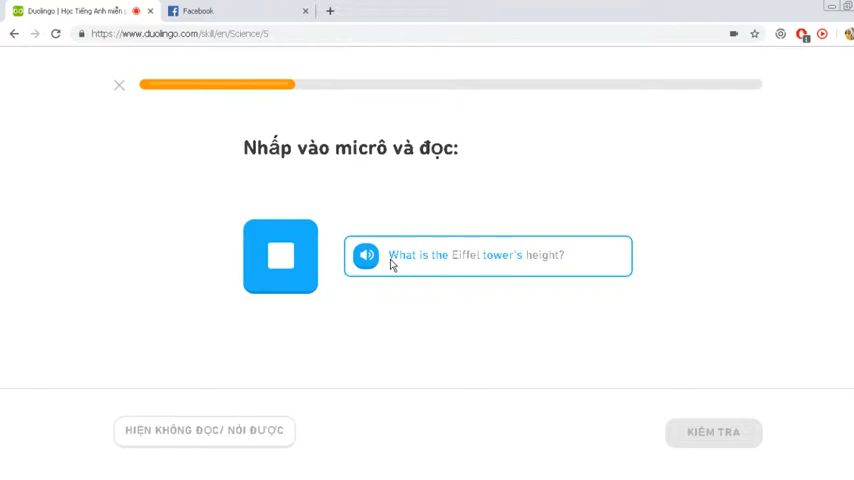 Duolingo | Học Tiếng Anh miễn p
Facebook
https://www.duolingo.com/skill/en/Science/5
1
Nhấp vào micrô và đọc:
What is the Eiffel tower's height?
HIỆN KHÔNG ĐỌC/ NÓI ĐƯỢC
KIỂM TRA